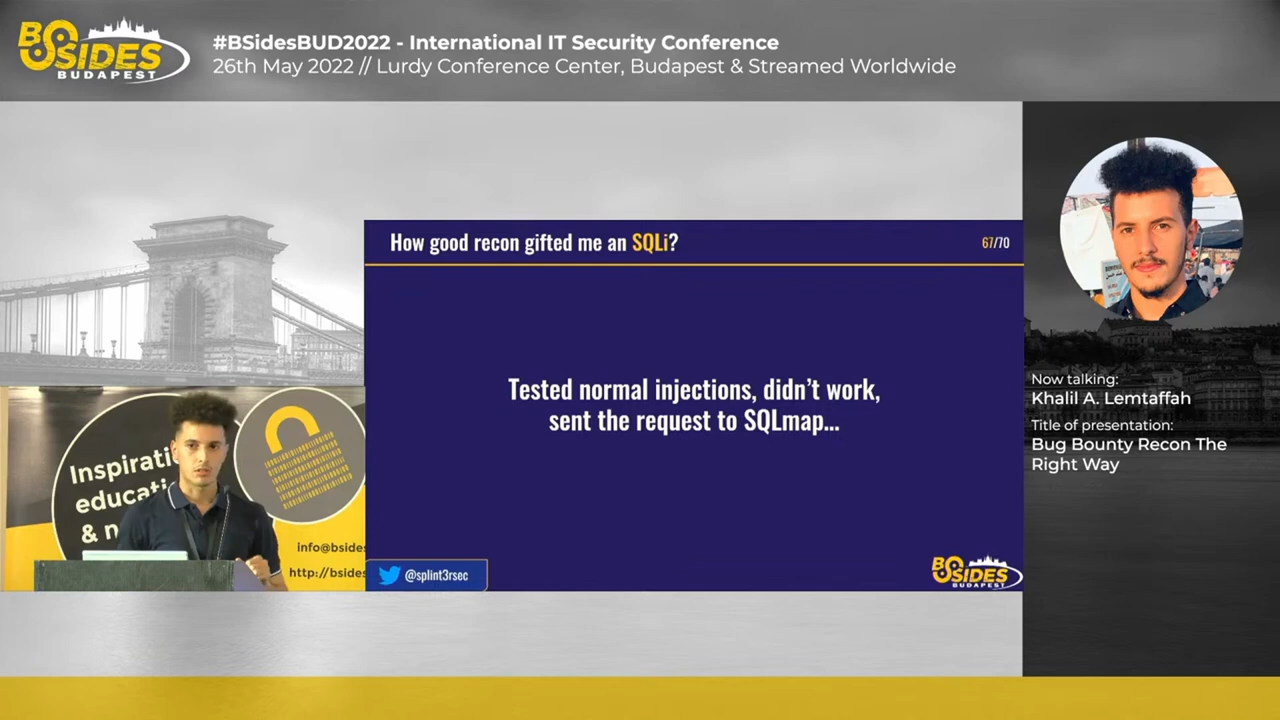 BSIDES
BUDAPEST
#BSidesBUD2022 - International IT Security Conference
26th May 2022 // Lurdy Conference Center, Budapest & Streamed Worldwide
How good recon gifted me an SQLi?
67/70
Tested normal injections, didn't work,
sent the request to SQLmap...
@splint3rsec
BSIDES
BUDAPEST
Inspirati
educati
& n
info@bsides
http://bsides
Now talking:
Khalil A. Lemtaffah
Title of presentation:
Bug Bounty Recon The
Right Way